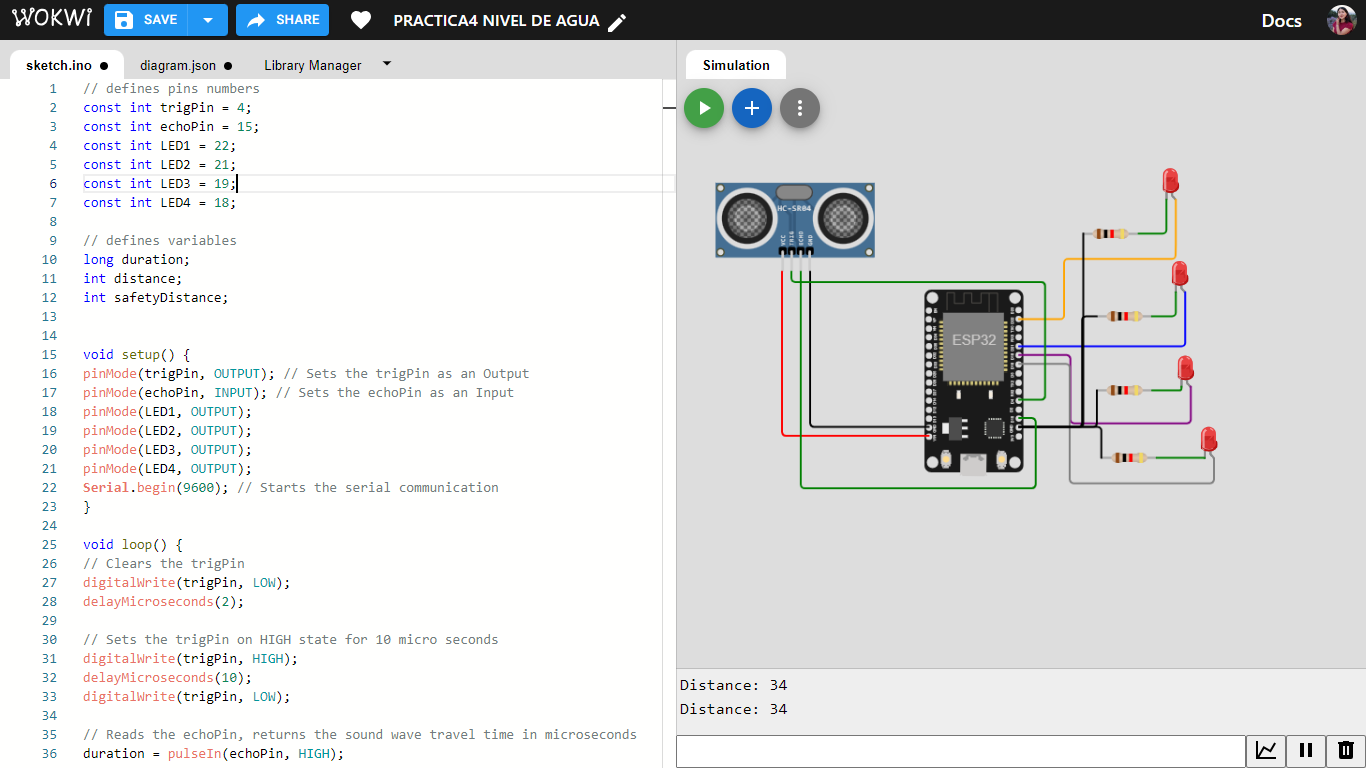 WOKWi
SAVE
SHARE
PRACTICA4 NIVEL DE AGUA
Docs
sketch.ino
diagram.json
Library Manager
Simulation
1 // defines pins numbers
2 const int trigPin = 4;
3 const int echoPin = 15;
4 const int LED1 = 22;
5 const int LED2 = 21;
6 const int LED3 = 19;
7 const int LED4 = 18;
8
9 // defines variables
10 long duration;
11 int distance;
12 int safetyDistance;
13
14
15 void setup() {
16 pinMode(trigPin, OUTPUT); // Sets the trigPin as an Output
17 pinMode(echoPin, INPUT); // Sets the echoPin as an Input
18 pinMode(LED1, OUTPUT);
19 pinMode(LED2, OUTPUT);
20 pinMode(LED3, OUTPUT);
21 pinMode(LED4, OUTPUT);
22 Serial.begin(9600); // Starts the serial communication
23 }
24
25 void loop() {
26 // Clears the trigPin
27 digitalWrite(trigPin, LOW);
28 delayMicroseconds(2);
29
30 // Sets the trigPin on HIGH state for 10 micro seconds
31 digitalWrite(trigPin, HIGH);
32 delayMicroseconds(10);
33 digitalWrite(trigPin, LOW);
34
35 // Reads the echoPin, returns the sound wave travel time in microseconds
36 duration = pulseIn(echoPin, HIGH);
HC-SR04
VCC
TRIG
ECHO
GND
ESP32
Distance: 34
Distance: 34